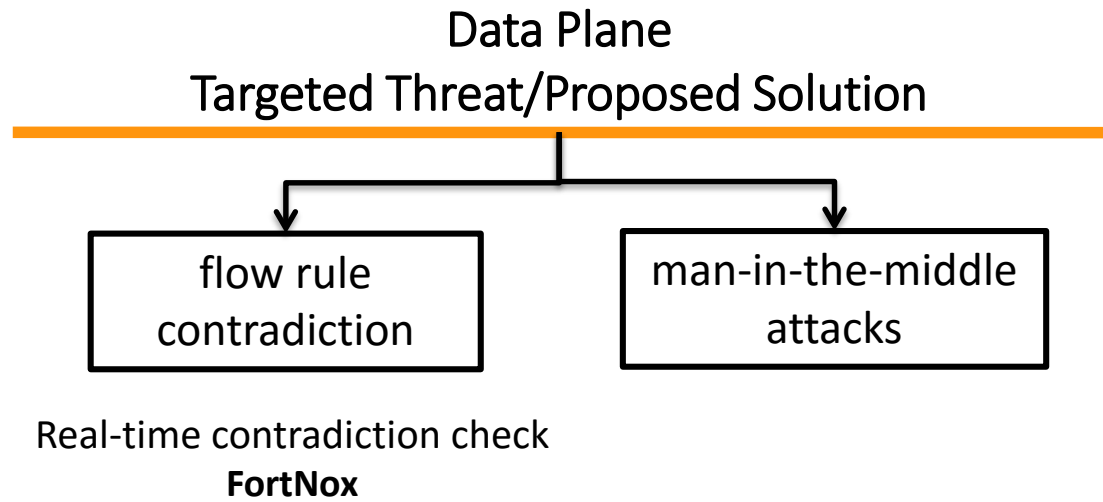 Data Plane
Targeted Threat/Proposed Solution
flow rule
contradiction
man-in-the-middle
attacks
Real-time contradiction check
FortNox